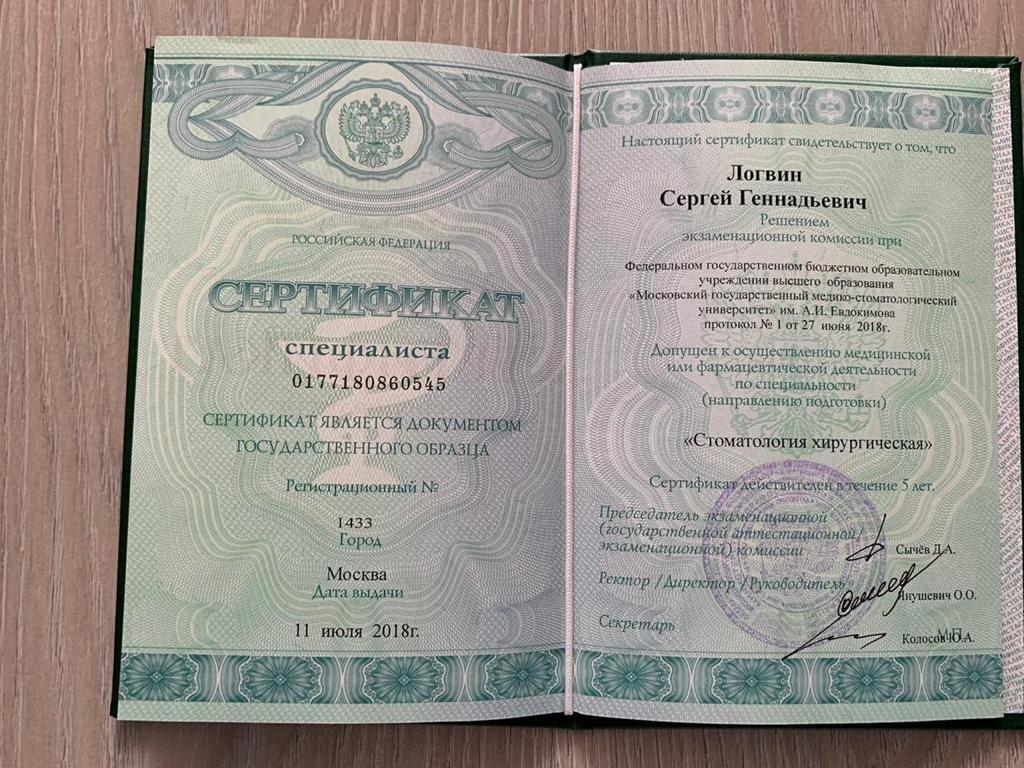 РОССИЙСКАЯ ФЕДЕРАЦИЯ
СЕРТИФИКАТ
специалиста
0177180860545
СЕРТИФИКАТ ЯВЛЯЕТСЯ ДОКУМЕНТОМ
ГОСУДАРСТВЕННОГО ОБРАЗЦА
Регистрационный №
1433
Город
Москва
Дата выдачи
11 июля 2018г.
Настоящий сертификат свидетельствует о том, что
Логвин
Сергей Геннадьевич
Решением
экзаменационной комиссии при
Федеральном государственном бюджетном образовательном
учреждении высшего образования
«Московский государственный медико-стоматологический
университет» им. А.И. Евдокимова
протокол № 1 от 27 июня 2018г.
Допущен к осуществлению медицинской
или фармацевтической деятельности
по специальности
(направлению подготовки)
«Стоматология хирургическая»
Сертификат действителен в течение 5 лет.
Председатель экзаменационной
(государственной аттестационной/
экзаменационной) комиссии
Сычёв Д.А.
Ректор /Директор /Руководитель
Янушевич О.О.
Секретарь
М.П.
Колосов Ю.А.